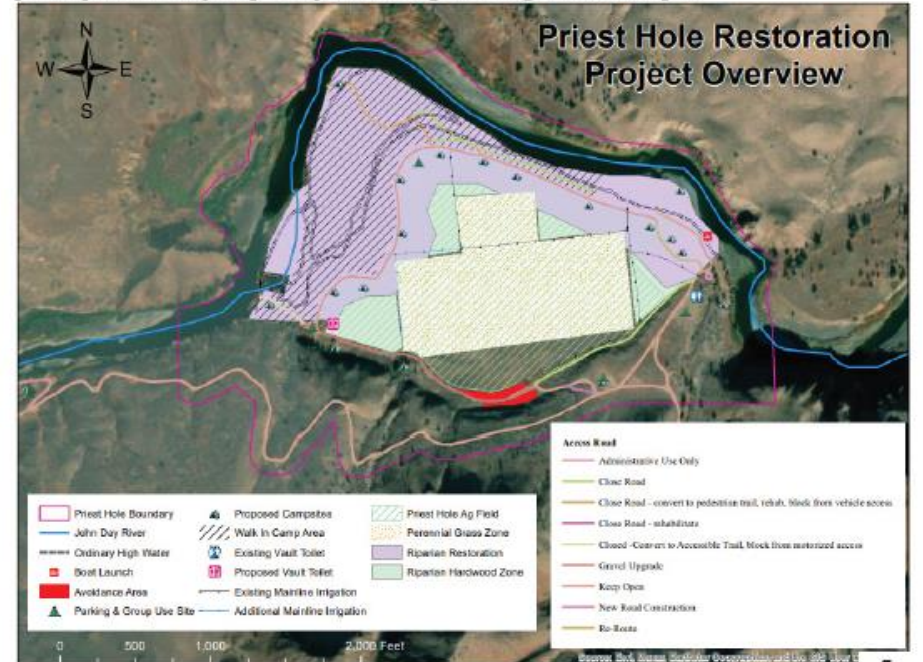 Priest Hole Restoration
Project Overview
N
W E
S
Access Road
Administrative Use Only
Close Road
Close Road - convert to pedestrian trail, rehab, block from vehicle access
Close Road - rehabilitate
Closed -Convert to Accessible Trail, block from motorized access
Gravel Upgrade
Keep Open
New Road Construction
Re-Route
Priest Hole Boundary
John Day River
Ordinary High Water
Boat Launch
Avoidance Area
Parking & Group Use Site
Proposed Campsites
Walk In Camp Area
Existing Vault Toilet
Proposed Vault Toilet
Existing Mainline Irrigation
Additional Mainline Irrigation
Priest Hole Ag Field
Perennial Grass Zone
Riparian Restoration
Riparian Hardwood Zone
0 500 1,000 2,000 Feet